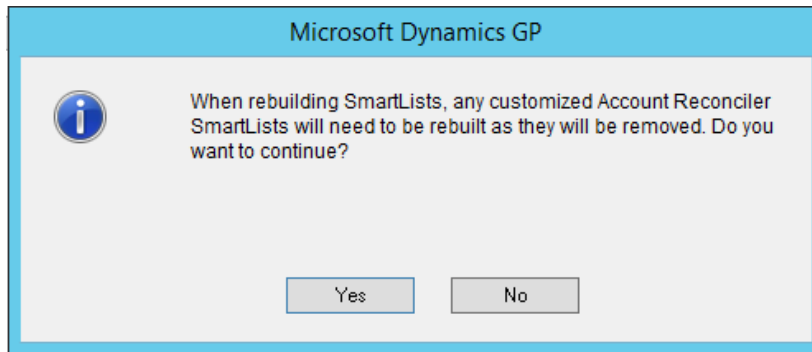 Microsoft Dynamics GP
When rebuilding SmartLists, any customized Account Reconciler
SmartLists will need to be rebuilt as they will be removed. Do you
want to continue?
Yes
No